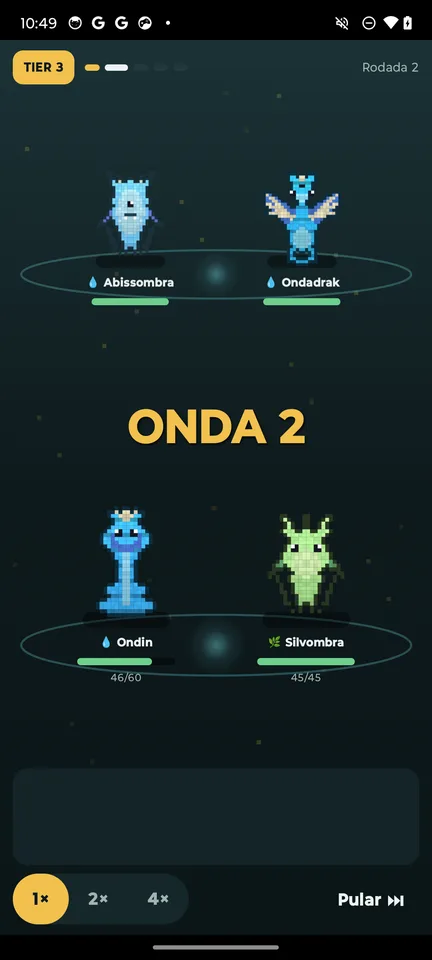 10:49
TIER 3
Rodada 2
Abissombra
Ondadrak
ONDA 2
Ondin
Silvombra
46/60
45/45
1×
2×
4×
Pular